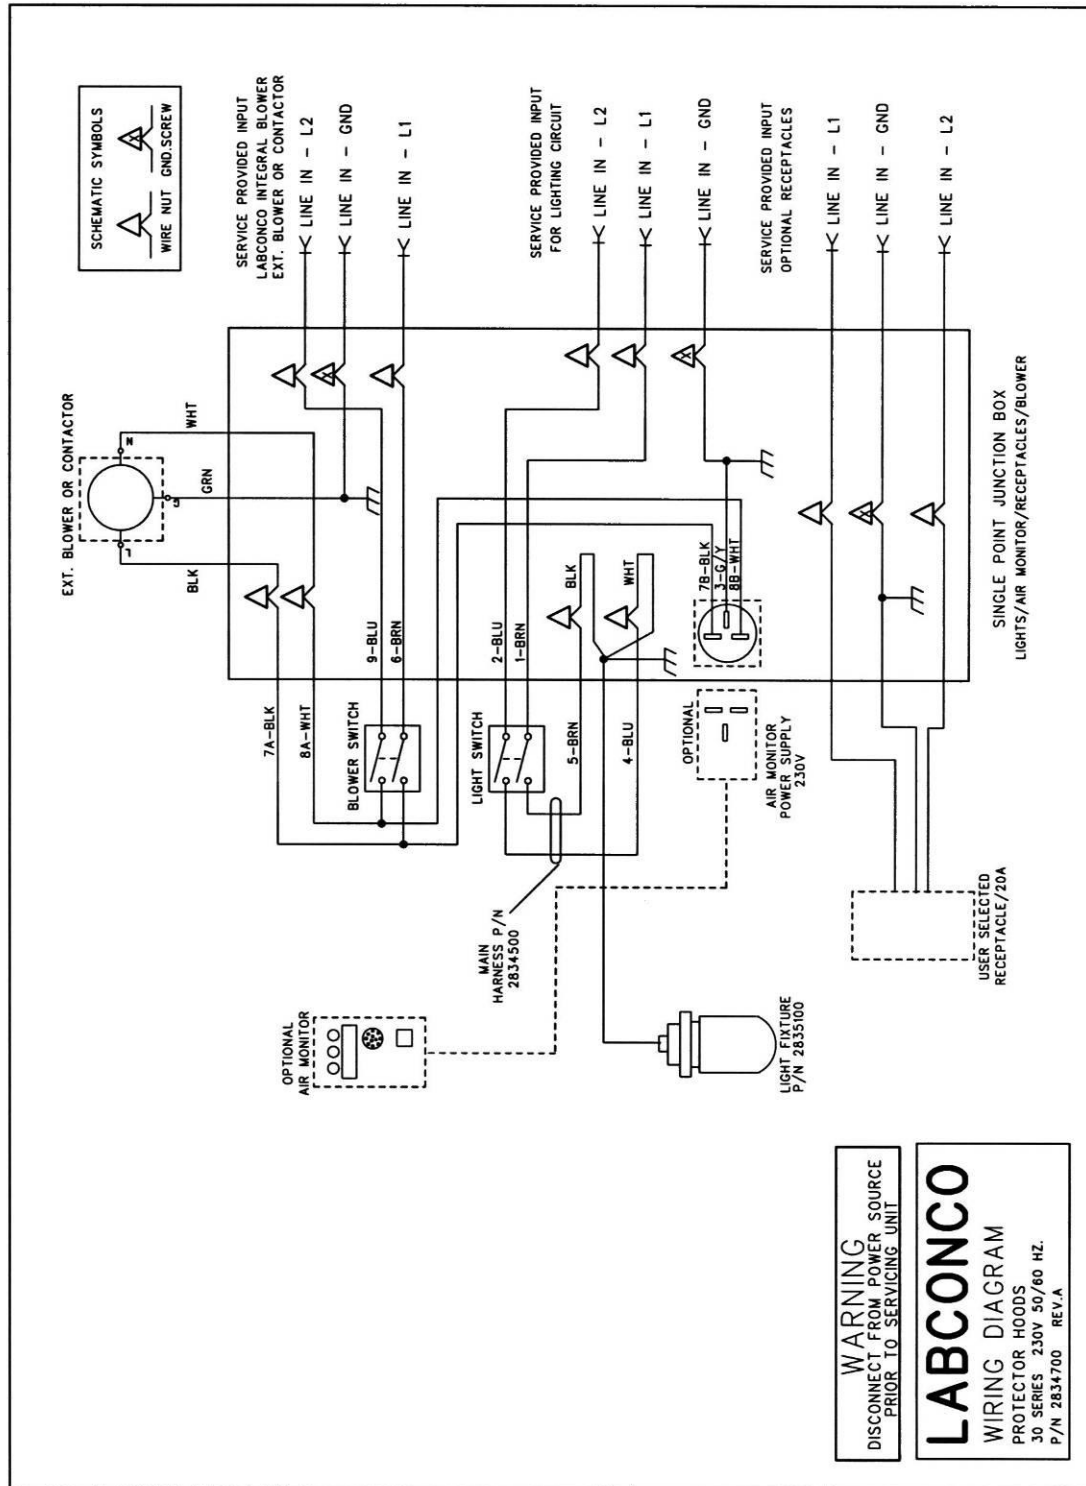 SCHEMATIC SYMBOLS
WIRE NUT GND.SCREW
EXT. BLOWER OR CONTACTOR
L
G
N
BLK
GRN
WHT
SERVICE PROVIDED INPUT
LABCONCO INTEGRAL BLOWER
EXT. BLOWER OR CONTACTOR
LINE IN - L2
LINE IN - GND
LINE IN - L1
SERVICE PROVIDED INPUT
FOR LIGHTING CIRCUIT
LINE IN - L2
LINE IN - L1
LINE IN - GND
SERVICE PROVIDED INPUT
OPTIONAL RECEPTACLES
LINE IN - L1
LINE IN - GND
LINE IN - L2
7A-BLK
8A-WHT
9-BLU
6-BRN
BLOWER SWITCH
2-BLU
1-BRN
LIGHT SWITCH
5-BRN
4-BLU
BLK
WHT
7B-BLK
3-G/Y
8B-WHT
OPTIONAL
AIR MONITOR
POWER SUPPLY
230V
SINGLE POINT JUNCTION BOX
LIGHTS/AIR MONITOR/RECEPTACLES/BLOWER
MAIN
HARNESS P/N
2834500
OPTIONAL
AIR MONITOR
LIGHT FIXTURE
P/N 2835100
USER SELECTED
RECEPTACLE/20A
WARNING
DISCONNECT FROM POWER SOURCE
PRIOR TO SERVICING UNIT
LABCONCO
WIRING DIAGRAM
PROTECTOR HOODS
30 SERIES 230V 50/60 HZ.
P/N 2834700 REV.A